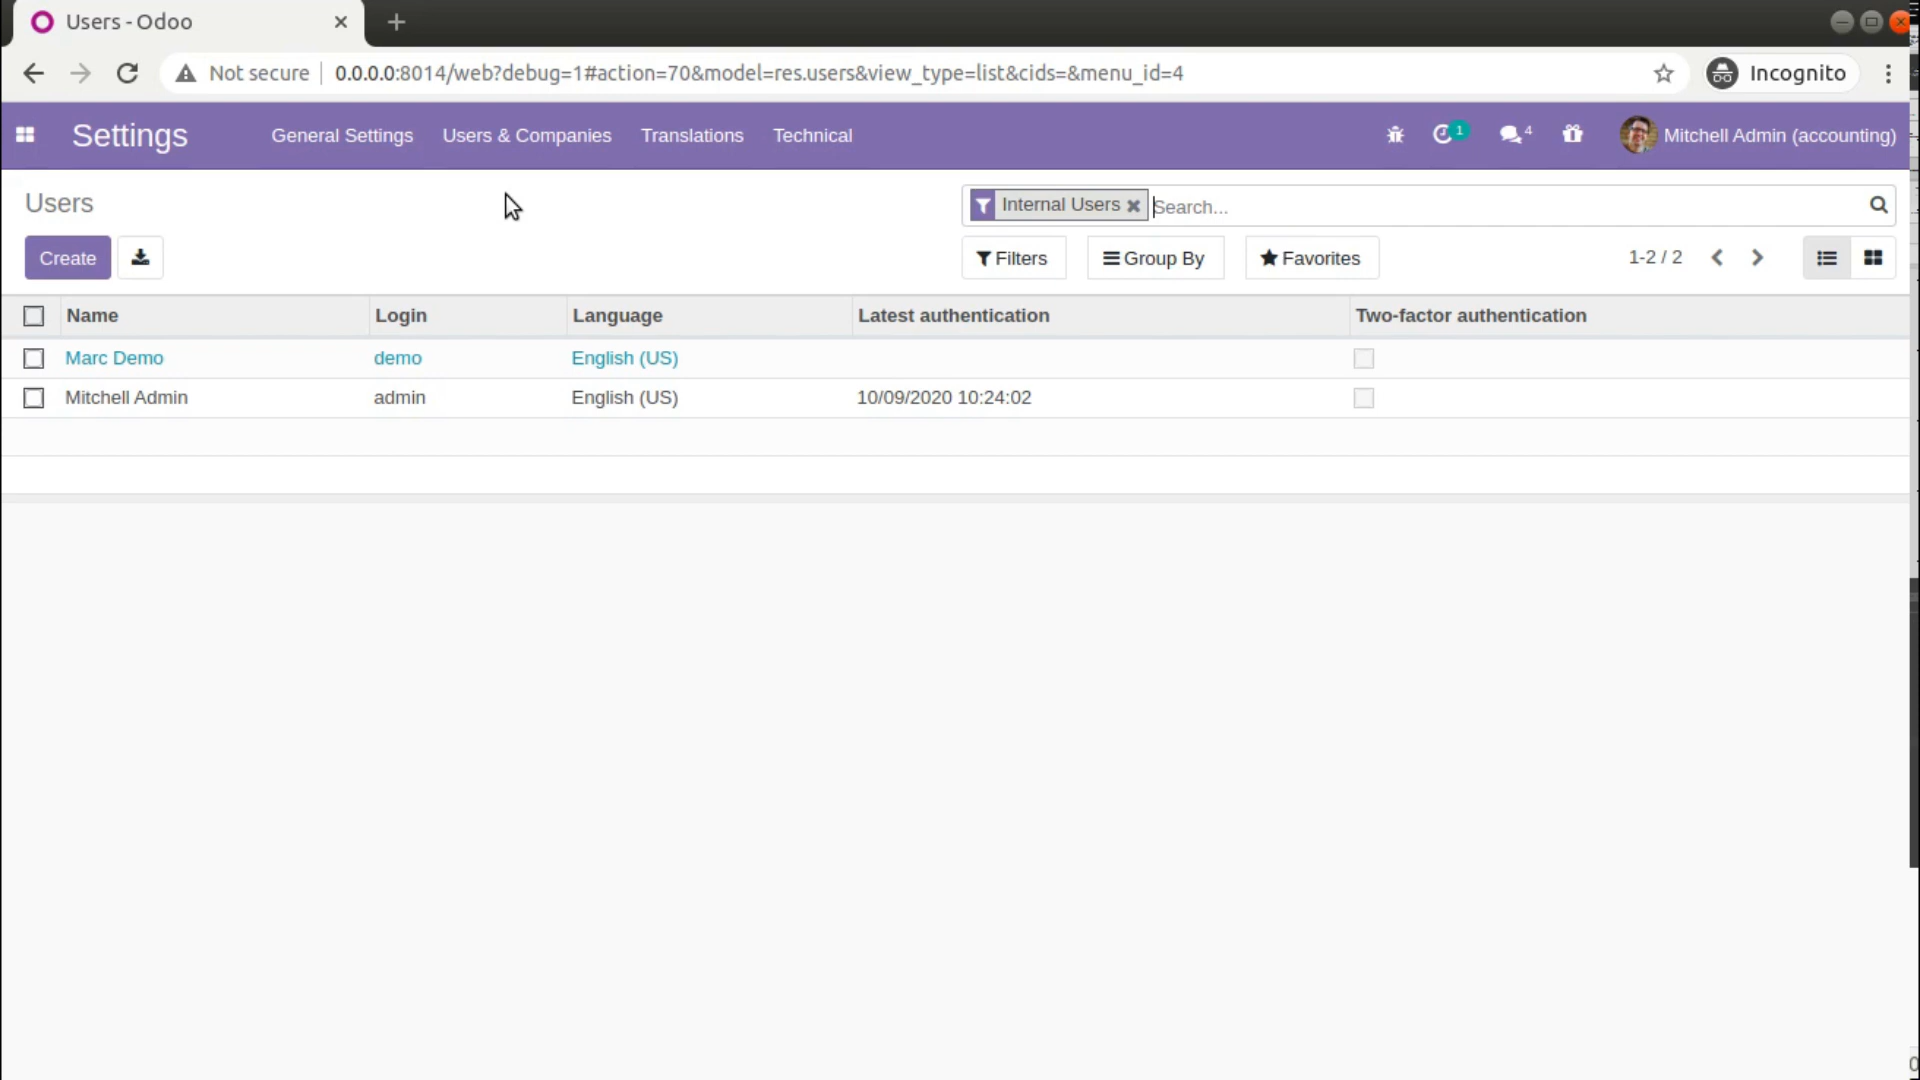 Users - Odoo
Not secure 0.0.0.0:8014/web?debug=1#action=70&model=res.users&view_type=list&cids=&menu_id=4 Incognito
Settings General Settings Users & Companies Translations Technical 1 4 Mitchell Admin (accounting)
Users Internal Users Search...
Create Filters Group By Favorites 1-2 / 2
Name Login Language Latest authentication Two-factor authentication
Marc Demo demo English (US)
Mitchell Admin admin English (US) 10/09/2020 10:24:02